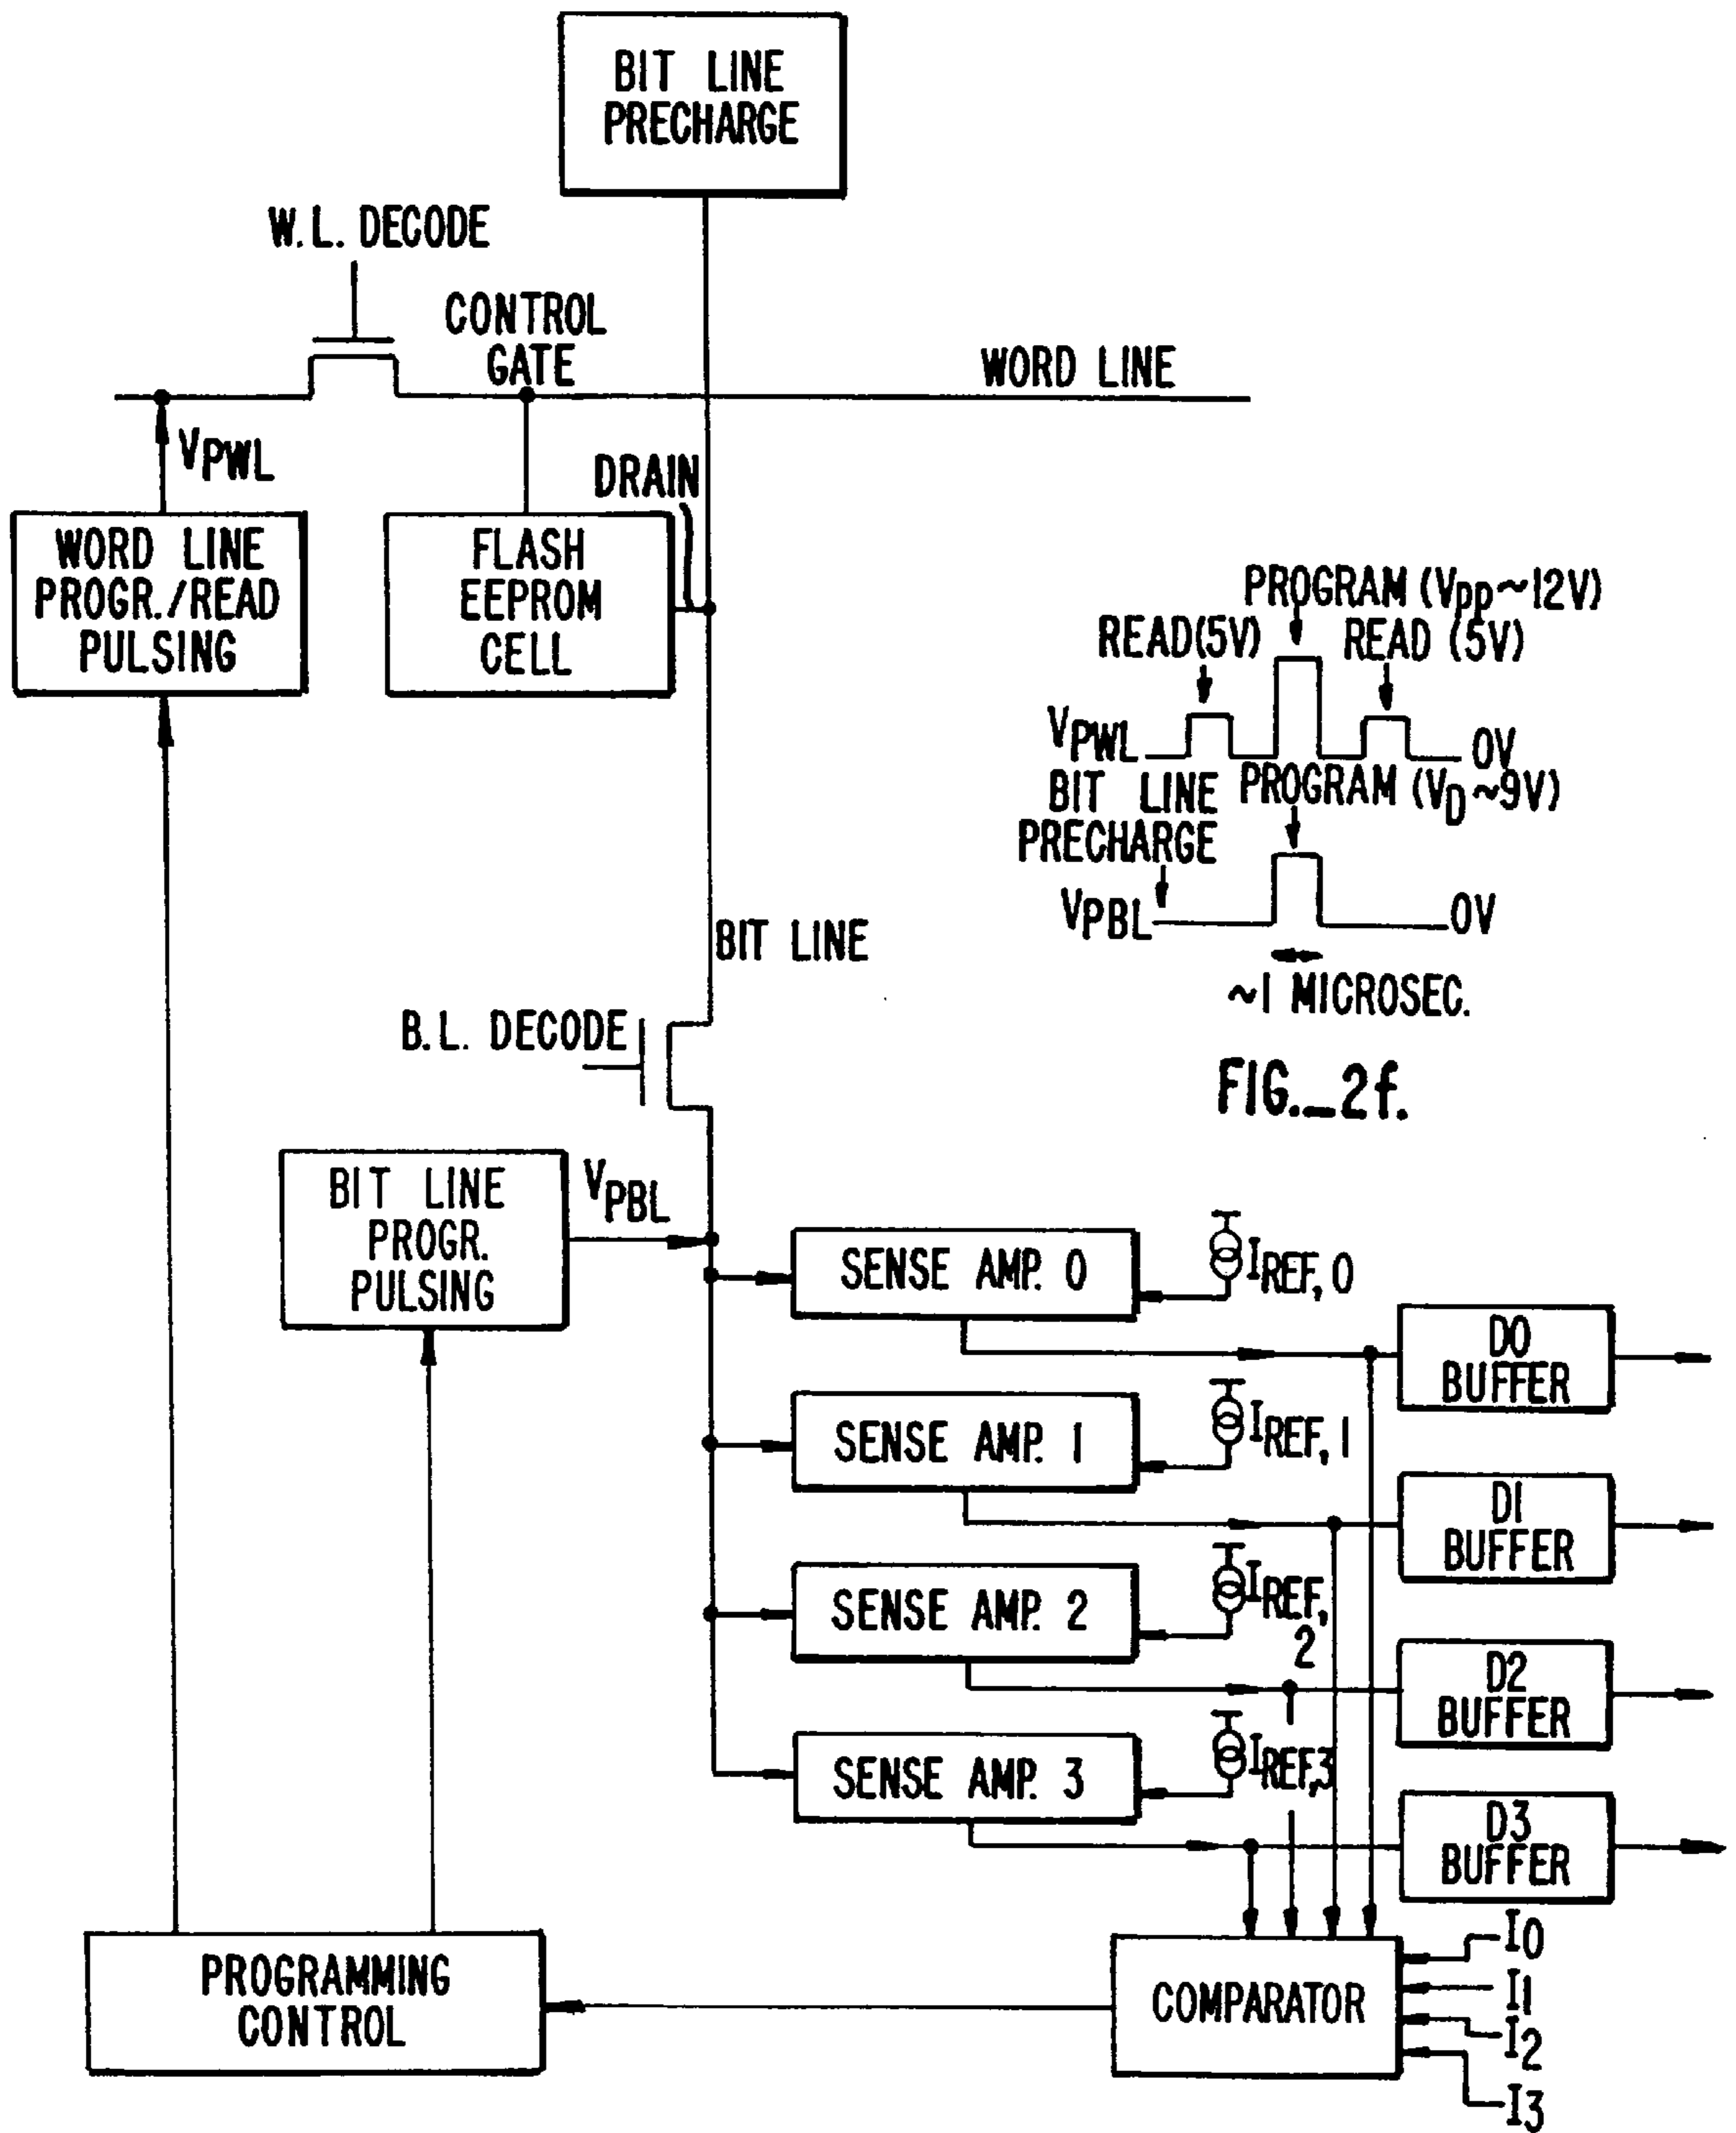 BIT LINE
PRECHARGE
W.L. DECODE
CONTROL
GATE
WORD LINE
VPWL
DRAIN
WORD LINE
PROGR./READ
PULSING
FLASH
EEPROM
CELL
PROGRAM (VPP~12V)
READ(5V)
READ (5V)
VPWL
0V
BIT LINE
PRECHARGE
PROGRAM (VD~9V)
VPBL
0V
~1 MICROSEC.
BIT LINE
B.L. DECODE
FIG._2f.
BIT LINE
PROGR.
PULSING
VPBL
SENSE AMP. 0
IREF,0
D0
BUFFER
SENSE AMP. 1
IREF,1
D1
BUFFER
SENSE AMP. 2
IREF,
2
D2
BUFFER
SENSE AMP. 3
IREF,3
D3
BUFFER
PROGRAMMING
CONTROL
COMPARATOR
I0
I1
I2
I3